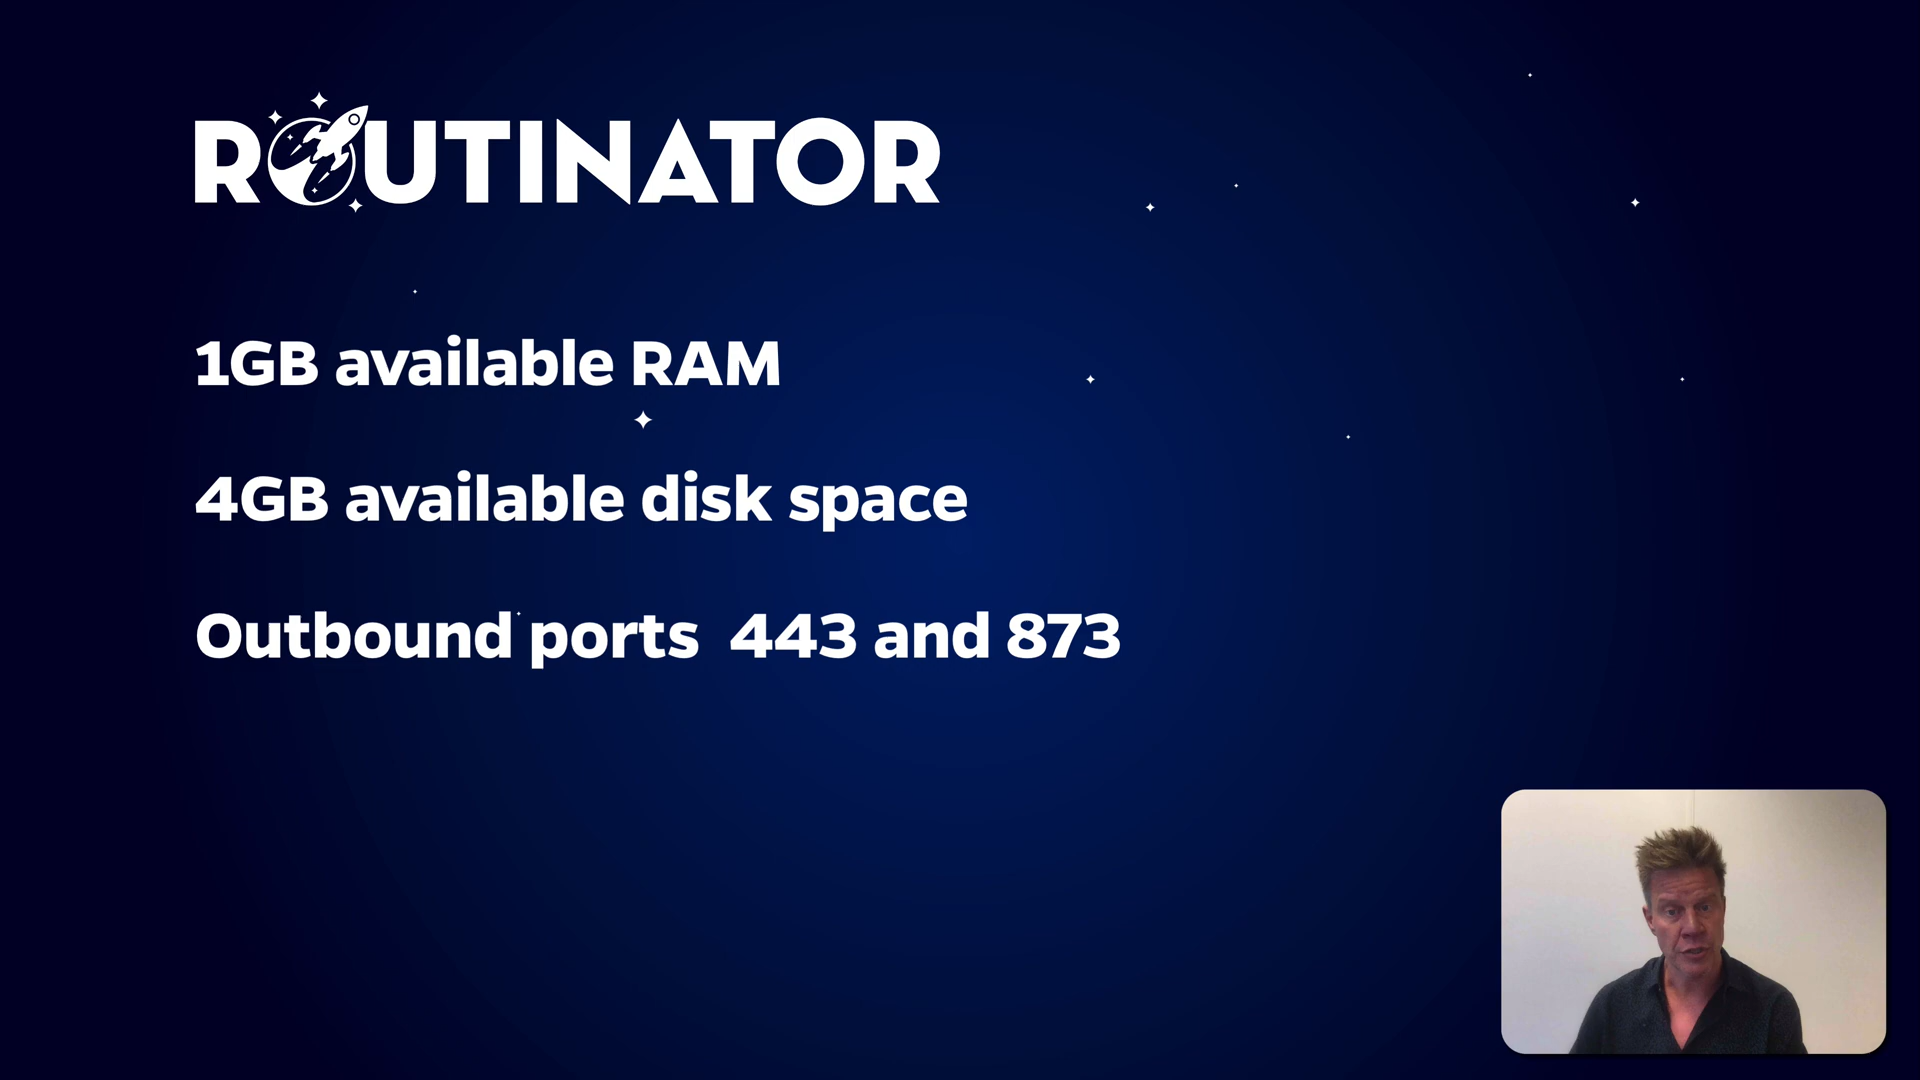 ROUTINATOR
1GB available RAM
4GB available disk space
Outbound ports  443 and 873